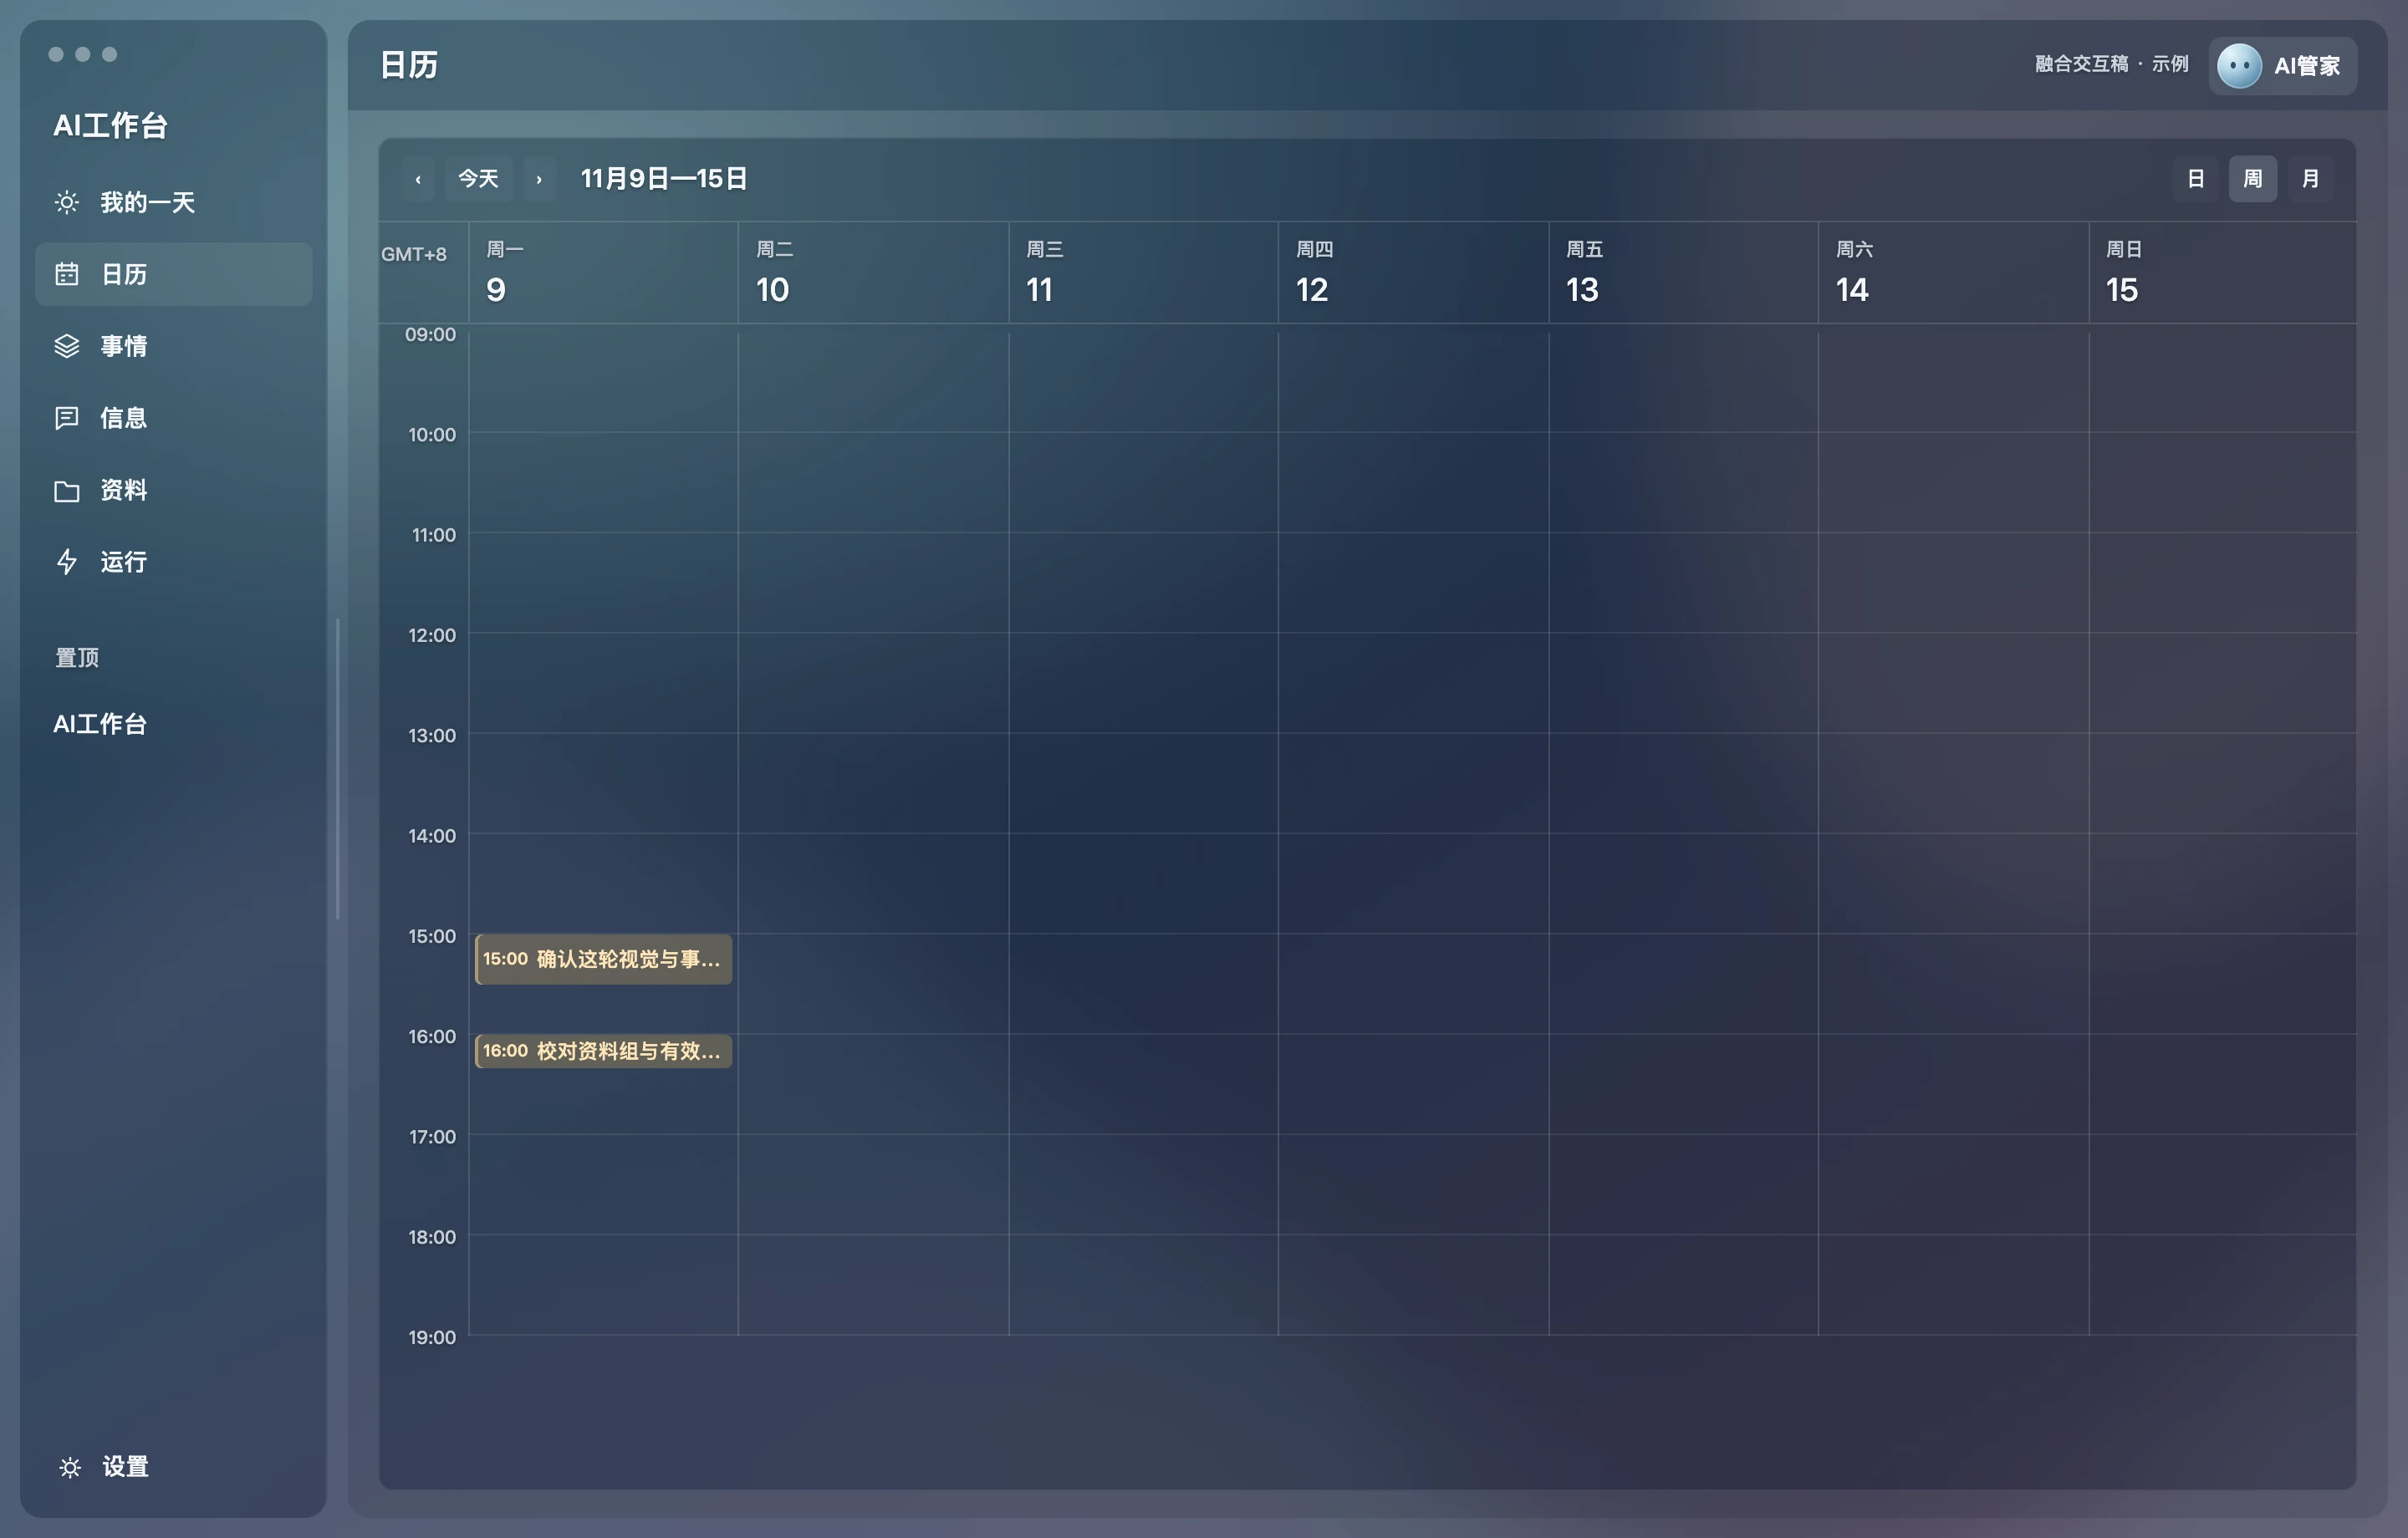 AI工作台
我的一天
日历
事情
信息
资料
运行
置顶
AI工作台
设置
日历
融合交互稿 · 示例
AI管家
‹ 今天 › 11月9日—15日
日 周 月
GMT+8
周一 周二 周三 周四 周五 周六 周日
9 10 11 12 13 14 15
09:00
10:00
11:00
12:00
13:00
14:00
15:00
15:00 确认这轮视觉与事...
16:00
16:00 校对资料组与有效...
17:00
18:00
19:00